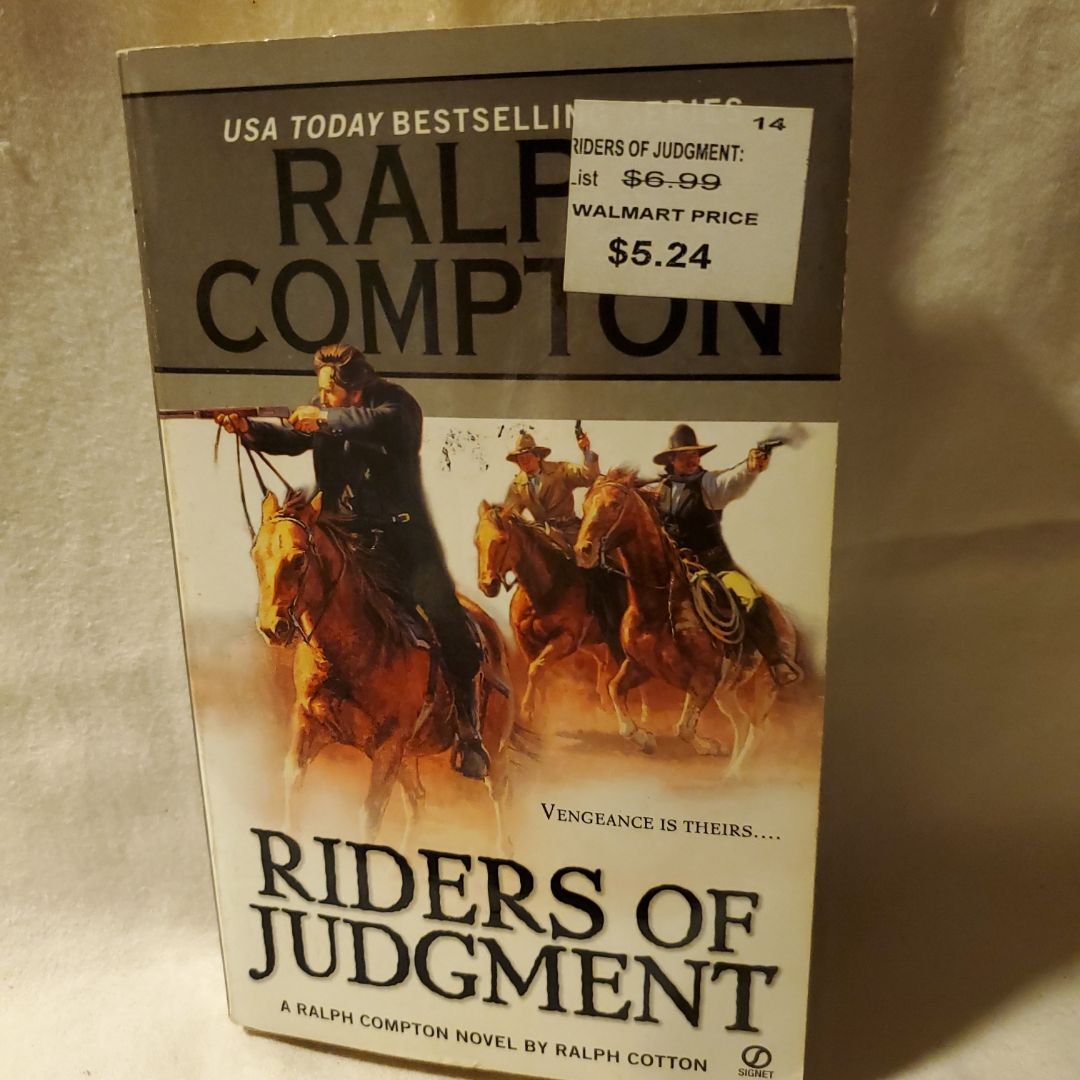 USA TODAY BESTSELLIN
RALP
COMPTON
14
RIDERS OF JUDGMENT:
List $6.99
WALMART PRICE
$5.24
VENGEANCE IS THEIRS....
RIDERS OF
JUDGMENT
A RALPH COMPTON NOVEL BY RALPH COTTON
SIGNET